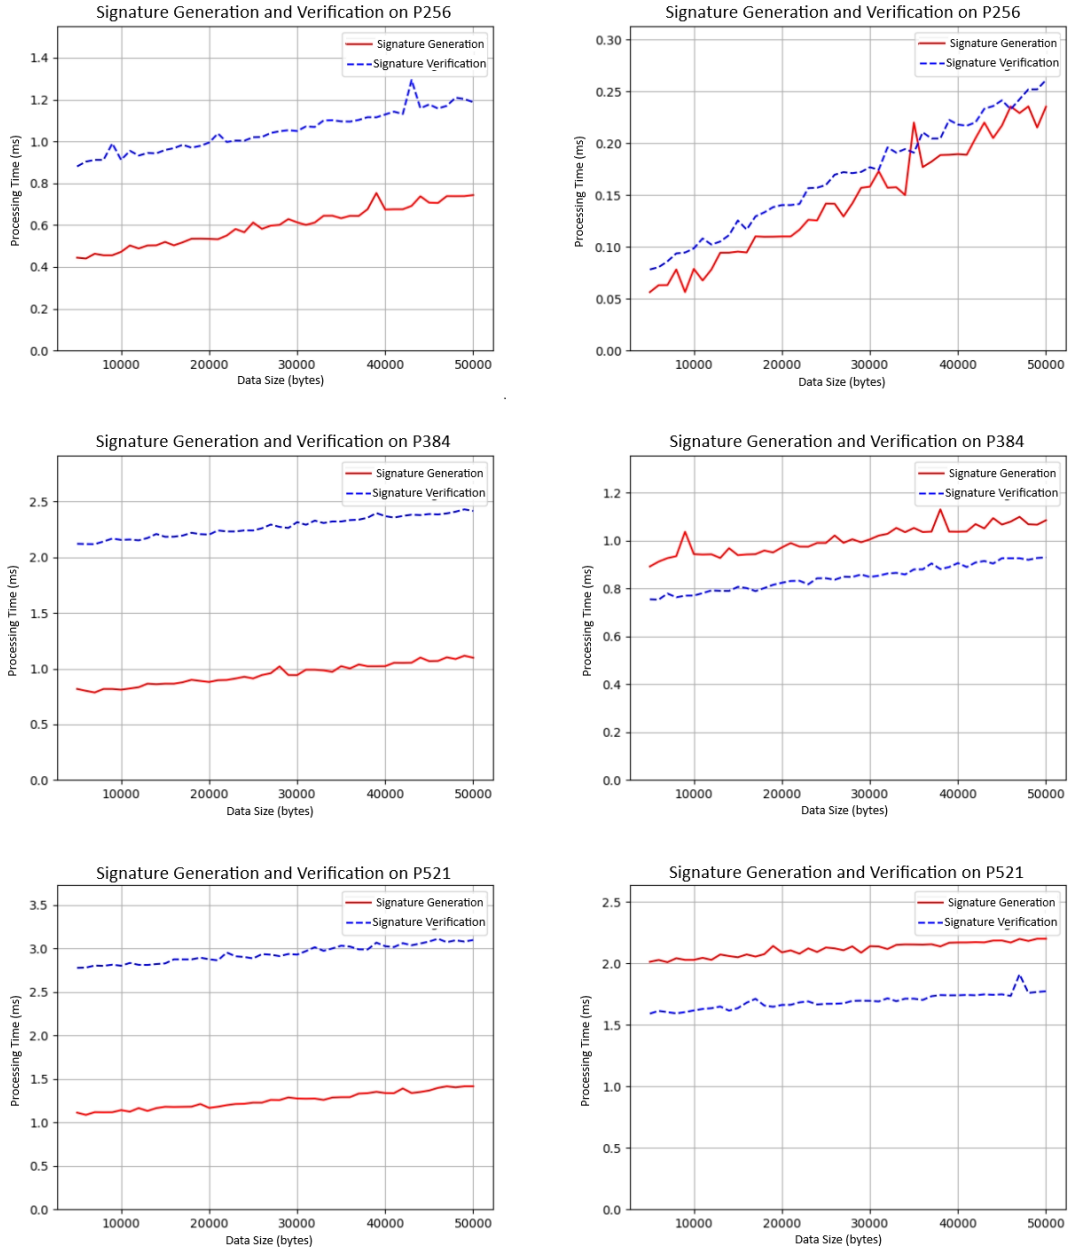 Signature Generation and Verification on P256
Signature Generation
Signature Verification
Processing Time (ms)
1.4
1.2
1.0
0.8
0.6
0.4
0.2
0.0
10000 20000 30000 40000 50000
Data Size (bytes)
Signature Generation and Verification on P256
Signature Generation
Signature Verification
Processing Time (ms)
0.30
0.25
0.20
0.15
0.10
0.05
0.00
10000 20000 30000 40000 50000
Data Size (bytes)
Signature Generation and Verification on P384
Signature Generation
Signature Verification
Processing Time (ms)
2.5
2.0
1.5
1.0
0.5
0.0
10000 20000 30000 40000 50000
Data Size (bytes)
Signature Generation and Verification on P384
Signature Generation
Signature Verification
Processing Time (ms)
1.2
1.0
0.8
0.6
0.4
0.2
0.0
10000 20000 30000 40000 50000
Data Size (bytes)
Signature Generation and Verification on P521
Signature Generation
Signature Verification
Processing Time (ms)
3.5
3.0
2.5
2.0
1.5
1.0
0.5
0.0
10000 20000 30000 40000 50000
Data Size (bytes)
Signature Generation and Verification on P521
Signature Generation
Signature Verification
Processing Time (ms)
2.5
2.0
1.5
1.0
0.5
0.0
10000 20000 30000 40000 50000
Data Size (bytes)